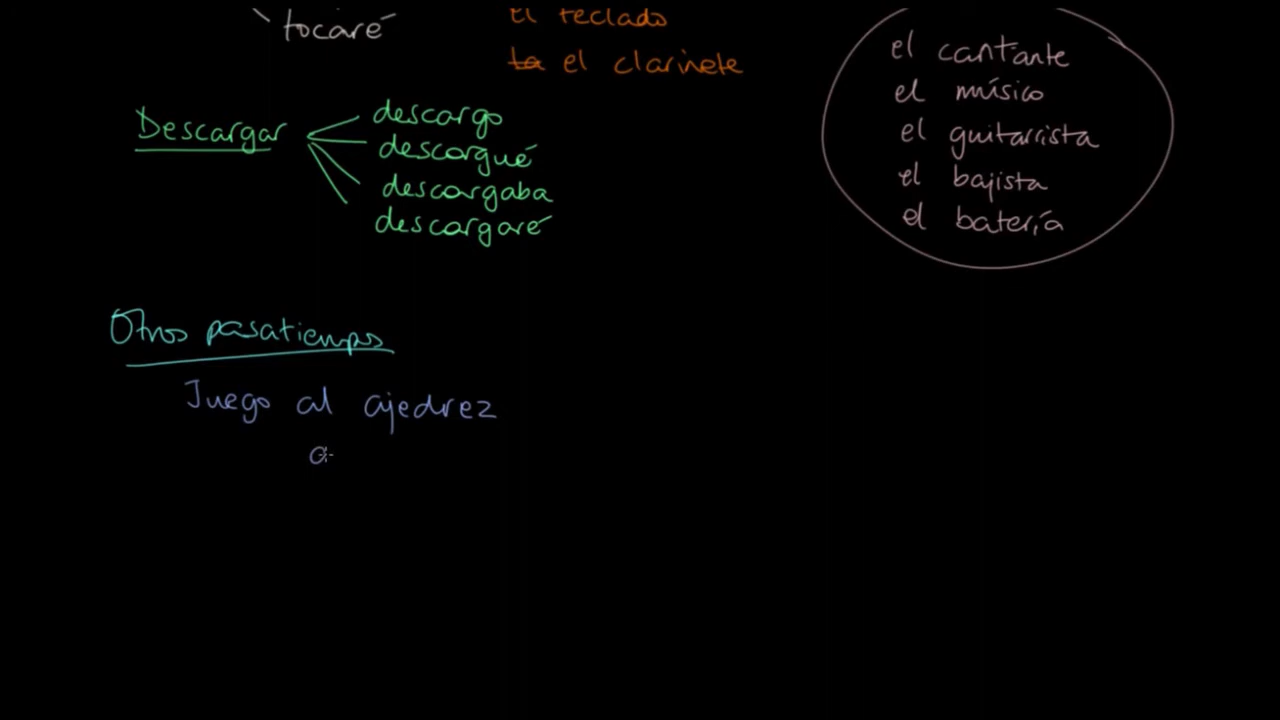 tocaré
el teclado
la el clarinete
el cantante
el músico
el guitarrista
el bajista
el batería
Descargar
descargo
descargué
descargaba
descargaré
Otros pasatiempos
Juego al ajedrez
a